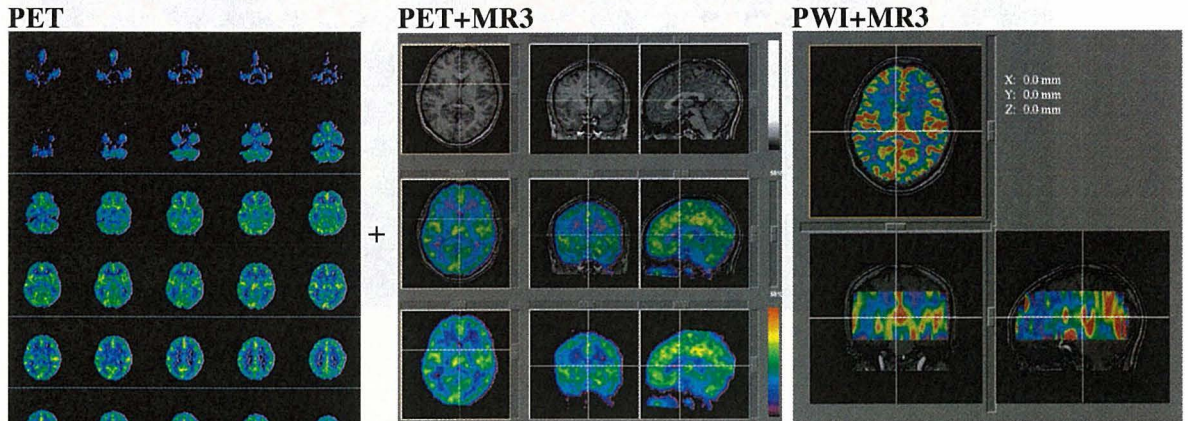 PET
PET+MR3
PWI+MR3
X: 0.0 mm
Y: 0.0 mm
Z: 0.0 mm
+